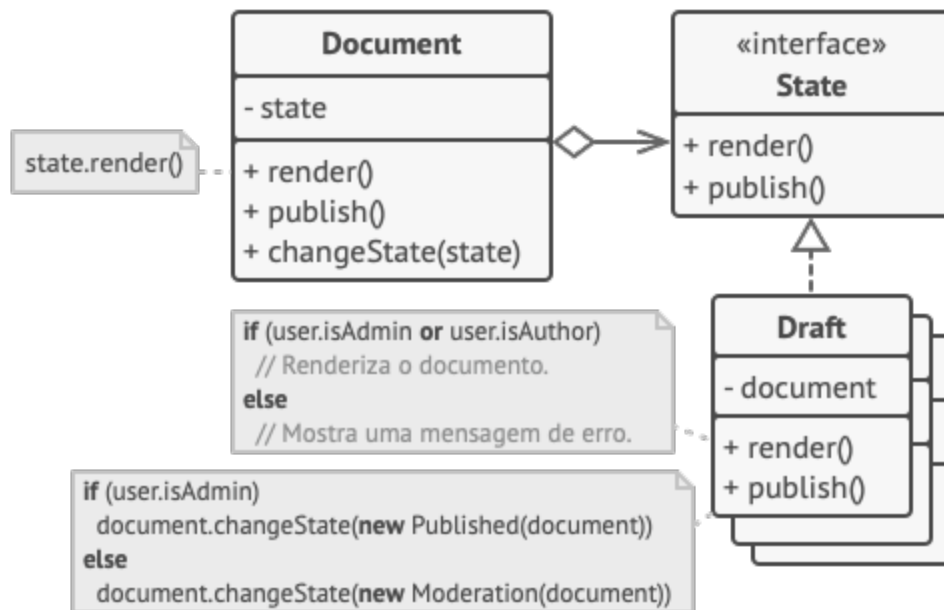 Document
- state
+ render()
+ publish()
+ changeState(state)
state.render()
«interface»
State
+ render()
+ publish()
if (user.isAdmin or user.isAuthor)
// Renderiza o documento.
else
// Mostra uma mensagem de erro.
Draft
- document
+ render()
+ publish()
if (user.isAdmin)
document.changeState(new Published(document))
else
document.changeState(new Moderation(document))